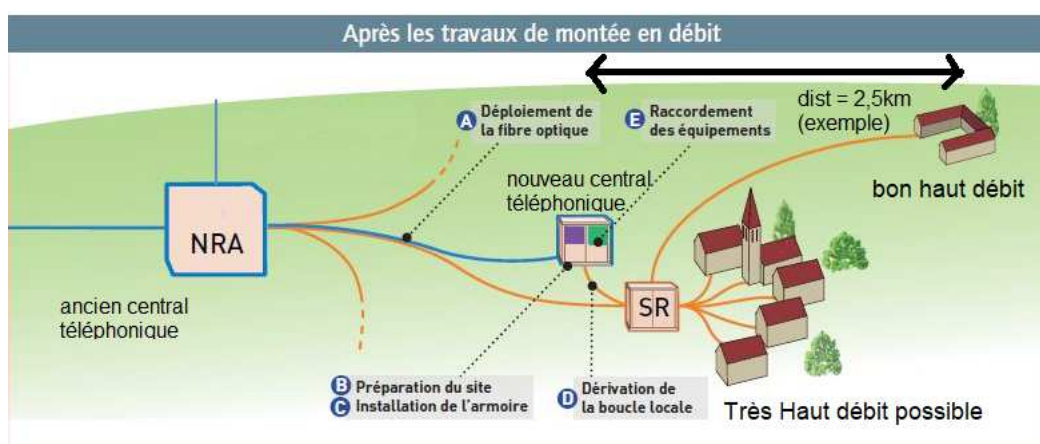 Après les travaux de montée en débit
A Déploiement de
la fibre optique
E Raccordement
des équipements
dist = 2,5km
(exemple)
nouveau central
téléphonique
bon haut débit
NRA
ancien central
téléphonique
SR
B Préparation du site
C Installation de l'armoire
D Dérivation de
la boucle locale
Très Haut débit possible